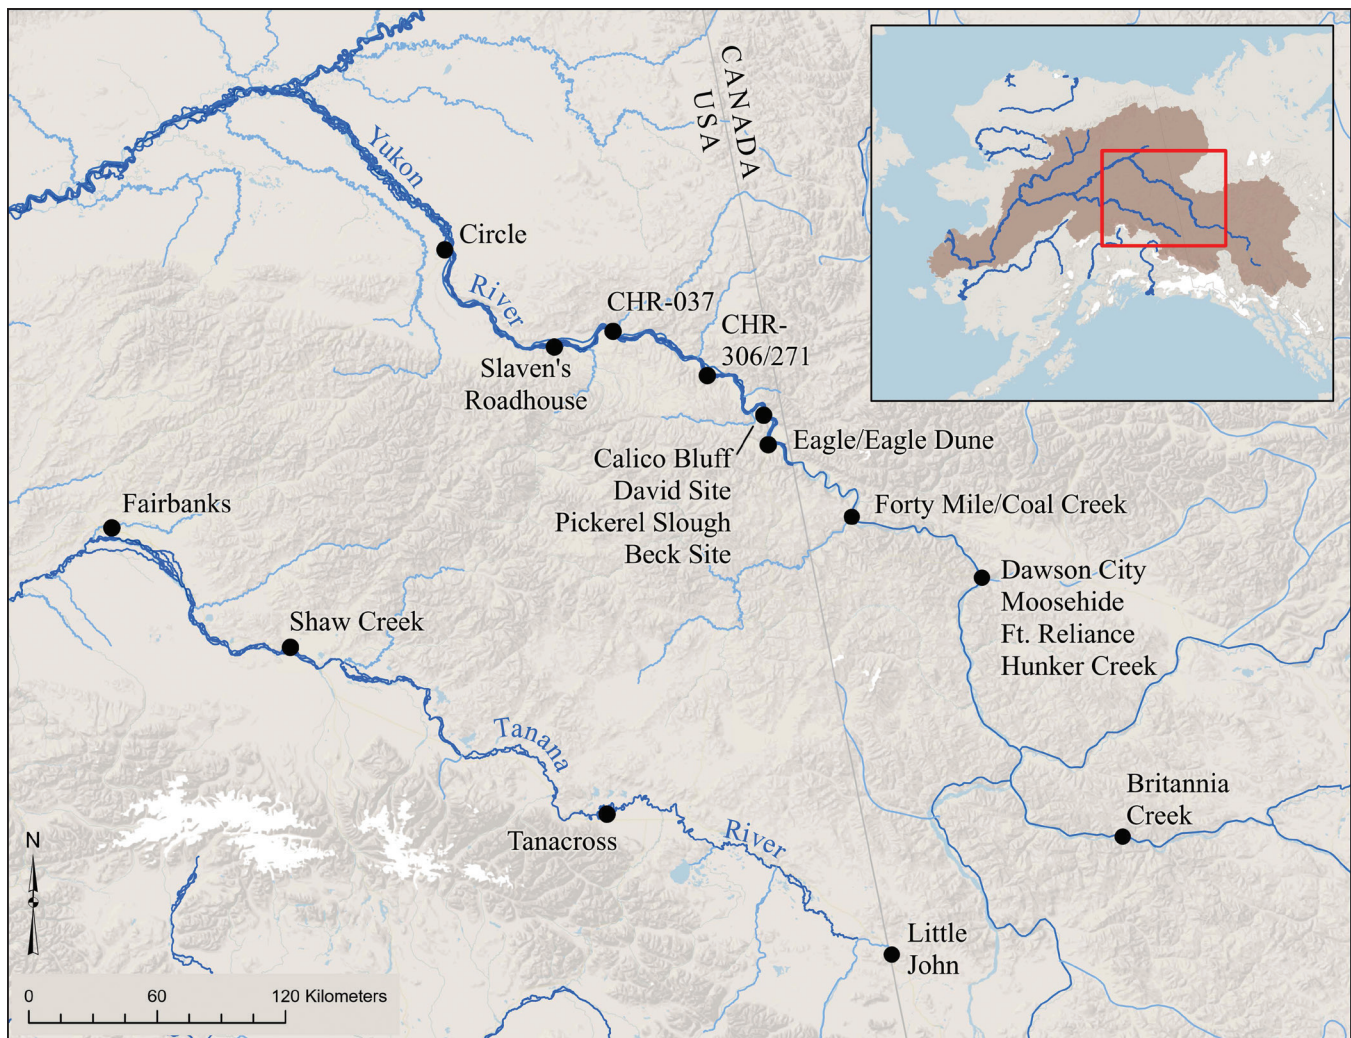 CANADA
USA
Yukon
Circle
River
CHR-037
CHR-
306/271
Slaven's
Roadhouse
Eagle/Eagle Dune
Calico Bluff
David Site
Pickerel Slough
Beck Site
Fairbanks
Forty Mile/Coal Creek
Dawson City
Moosehide
Ft. Reliance
Hunker Creek
Shaw Creek
Tanana
Britannia
Creek
Tanacross
River
N
Little
John
0 60 120 Kilometers